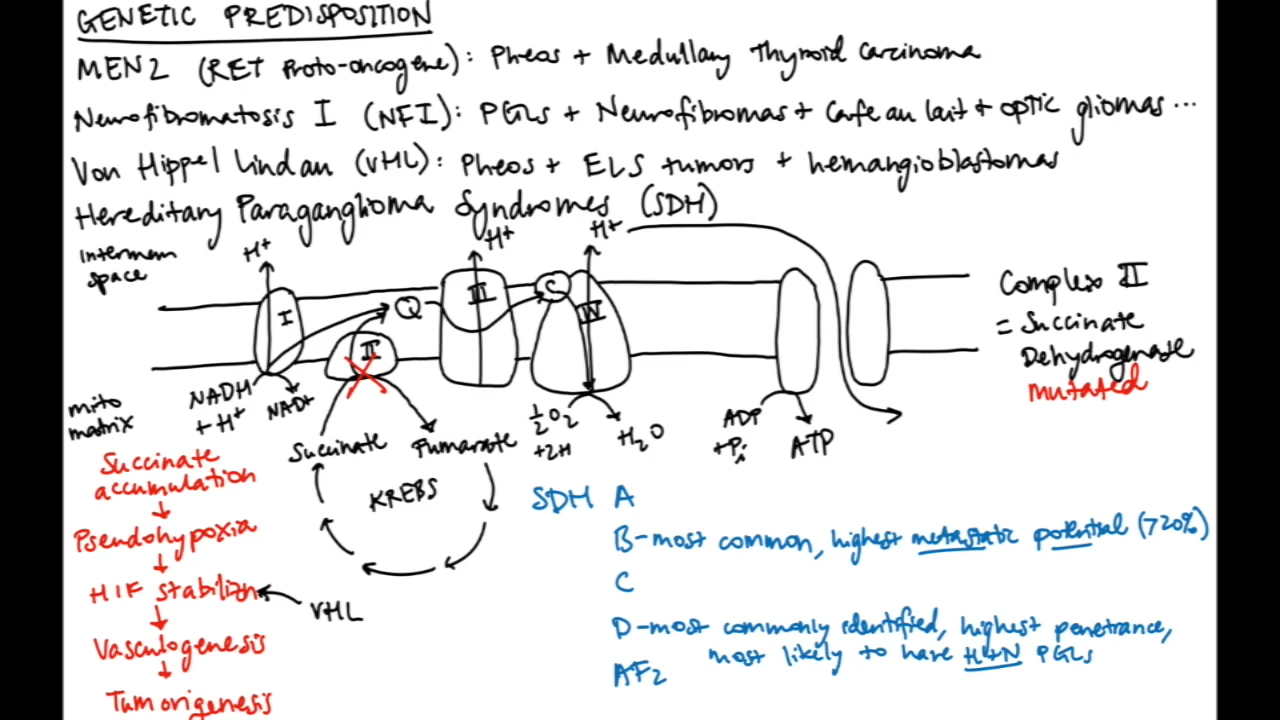 GENETIC PREDISPOSITION
MEN2 (RET Proto-oncogene): Pheos + Medullary Thyroid Carcinoma
Neurofibromatosis I (NFI): PGLs + Neurofibromas + Cafe au lait + optic gliomas...
Von Hippel Lindau (VHL): Pheos + ELS tumors + hemangioblastomas
Hereditary Paraganglioma Syndromes (SDH)
Intermem
space
H+
H+
H+
I
Q
II
III
C
IV
Complex II
= Succinate
Dehydrogenase
mutated
NADH
+ H+
NAD+
mito
matrix
Succinate
Fumarate
KREBS
½O2
+2H
H2O
ADP
+Pi
ATP
Succinate
accumulation
↓
Pseudohypoxia
↓
HIF stabilizn
VHL
↓
Vasculogenesis
↓
Tumorigenesis
SDH A
B-most common, highest metastatic potential (>20%)
C
D-most commonly identified, highest penetrance,
most likely to have H+N PGLs
AF2